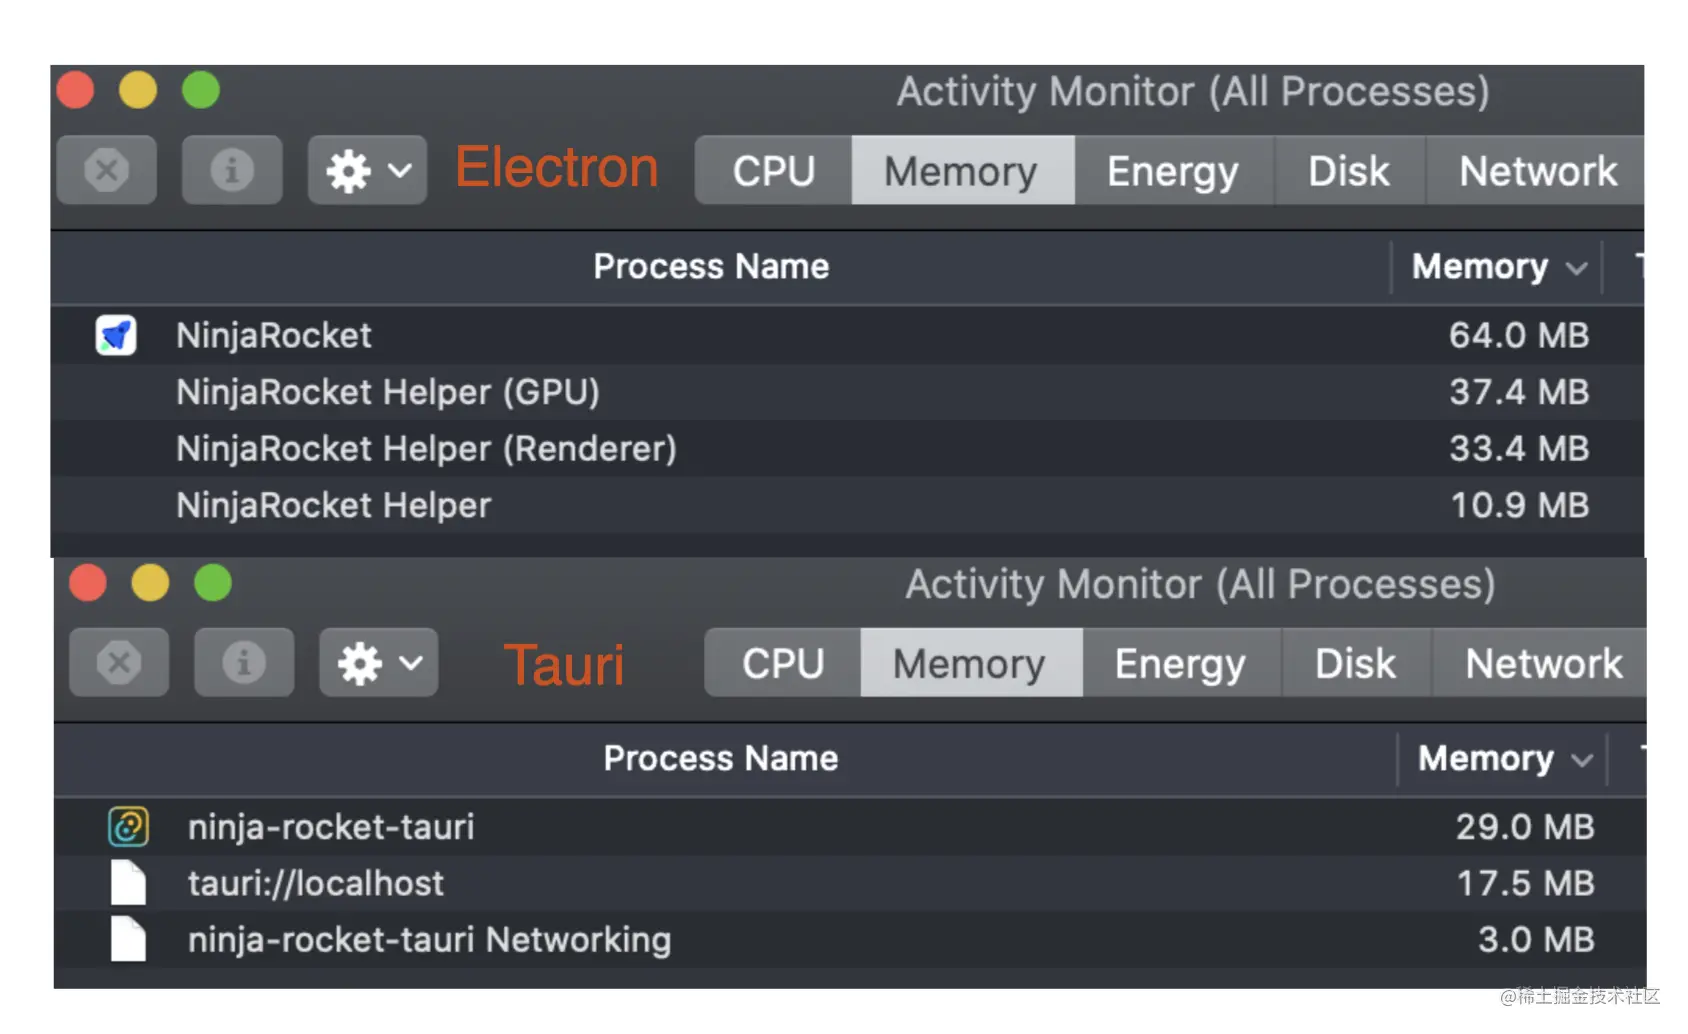 Activity Monitor (All Processes)
Electron CPU Memory Energy Disk Network
Process Name Memory
NinjaRocket 64.0 MB
NinjaRocket Helper (GPU) 37.4 MB
NinjaRocket Helper (Renderer) 33.4 MB
NinjaRocket Helper 10.9 MB
Activity Monitor (All Processes)
Tauri CPU Memory Energy Disk Network
Process Name Memory
ninja-rocket-tauri 29.0 MB
tauri://localhost 17.5 MB
ninja-rocket-tauri Networking 3.0 MB
@稀土掘金技术社区